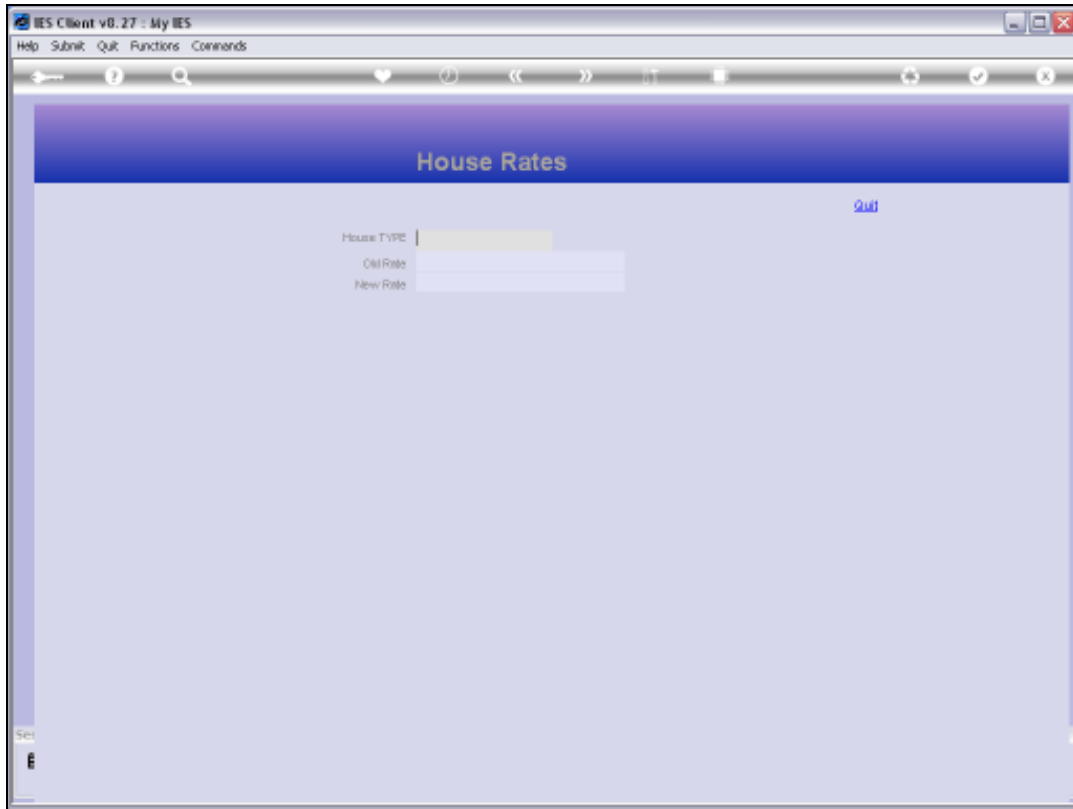 IES Client v8.27 : My IES
Help Submit Quit Functions Commands
House Rates
Quit
House TYPE
Old Rate
New Rate